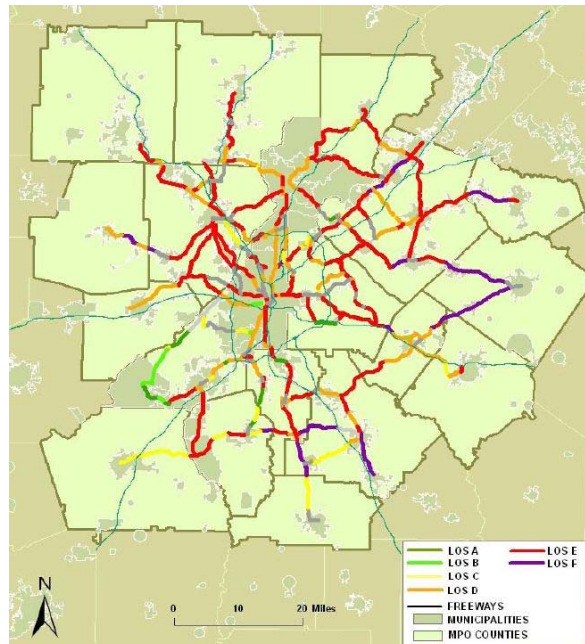 N
0 10 20 Miles
LOS A
LOS B
LOS C
LOS D
LOS E
LOS F
FREEWAYS
MUNICIPALITIES
MPO COUNTIES